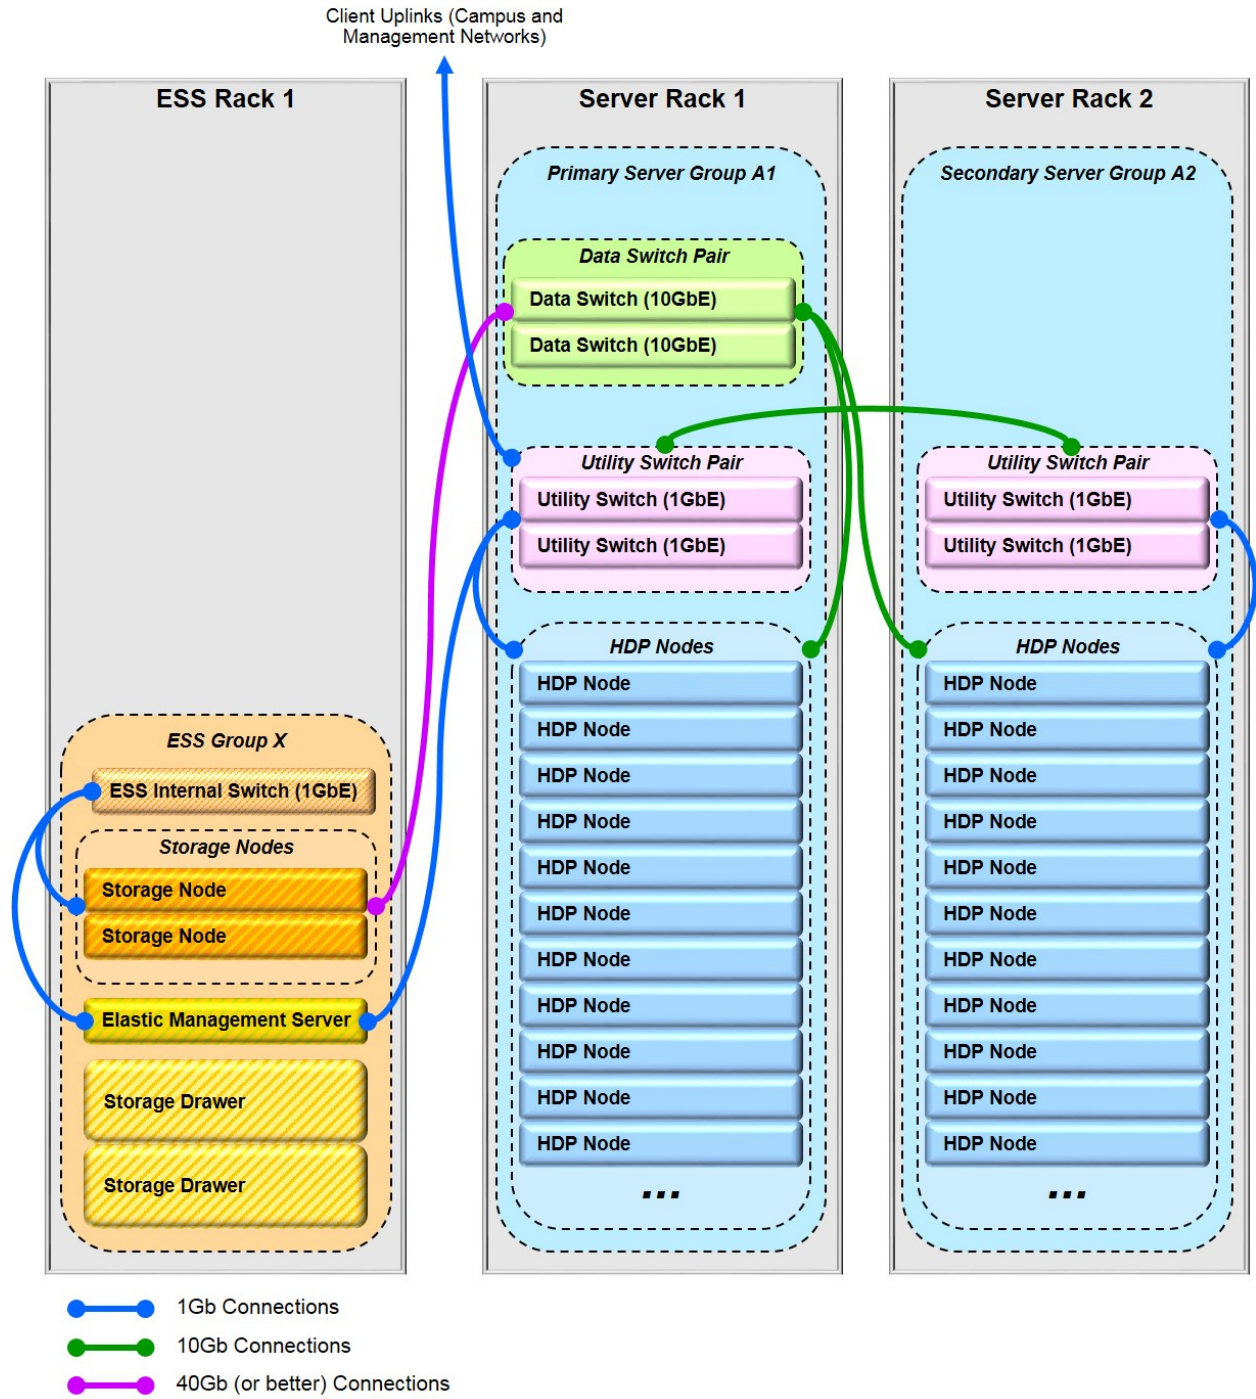 Client Uplinks (Campus and
Management Networks)
ESS Rack 1
ESS Group X
ESS Internal Switch (1GbE)
Storage Nodes
Storage Node
Storage Node
Elastic Management Server
Storage Drawer
Storage Drawer
Server Rack 1
Primary Server Group A1
Data Switch Pair
Data Switch (10GbE)
Data Switch (10GbE)
Utility Switch Pair
Utility Switch (1GbE)
Utility Switch (1GbE)
HDP Nodes
HDP Node
HDP Node
HDP Node
HDP Node
HDP Node
HDP Node
HDP Node
HDP Node
HDP Node
HDP Node
HDP Node
...
Server Rack 2
Secondary Server Group A2
Utility Switch Pair
Utility Switch (1GbE)
Utility Switch (1GbE)
HDP Nodes
HDP Node
HDP Node
HDP Node
HDP Node
HDP Node
HDP Node
HDP Node
HDP Node
HDP Node
HDP Node
HDP Node
...
1Gb Connections
10Gb Connections
40Gb (or better) Connections